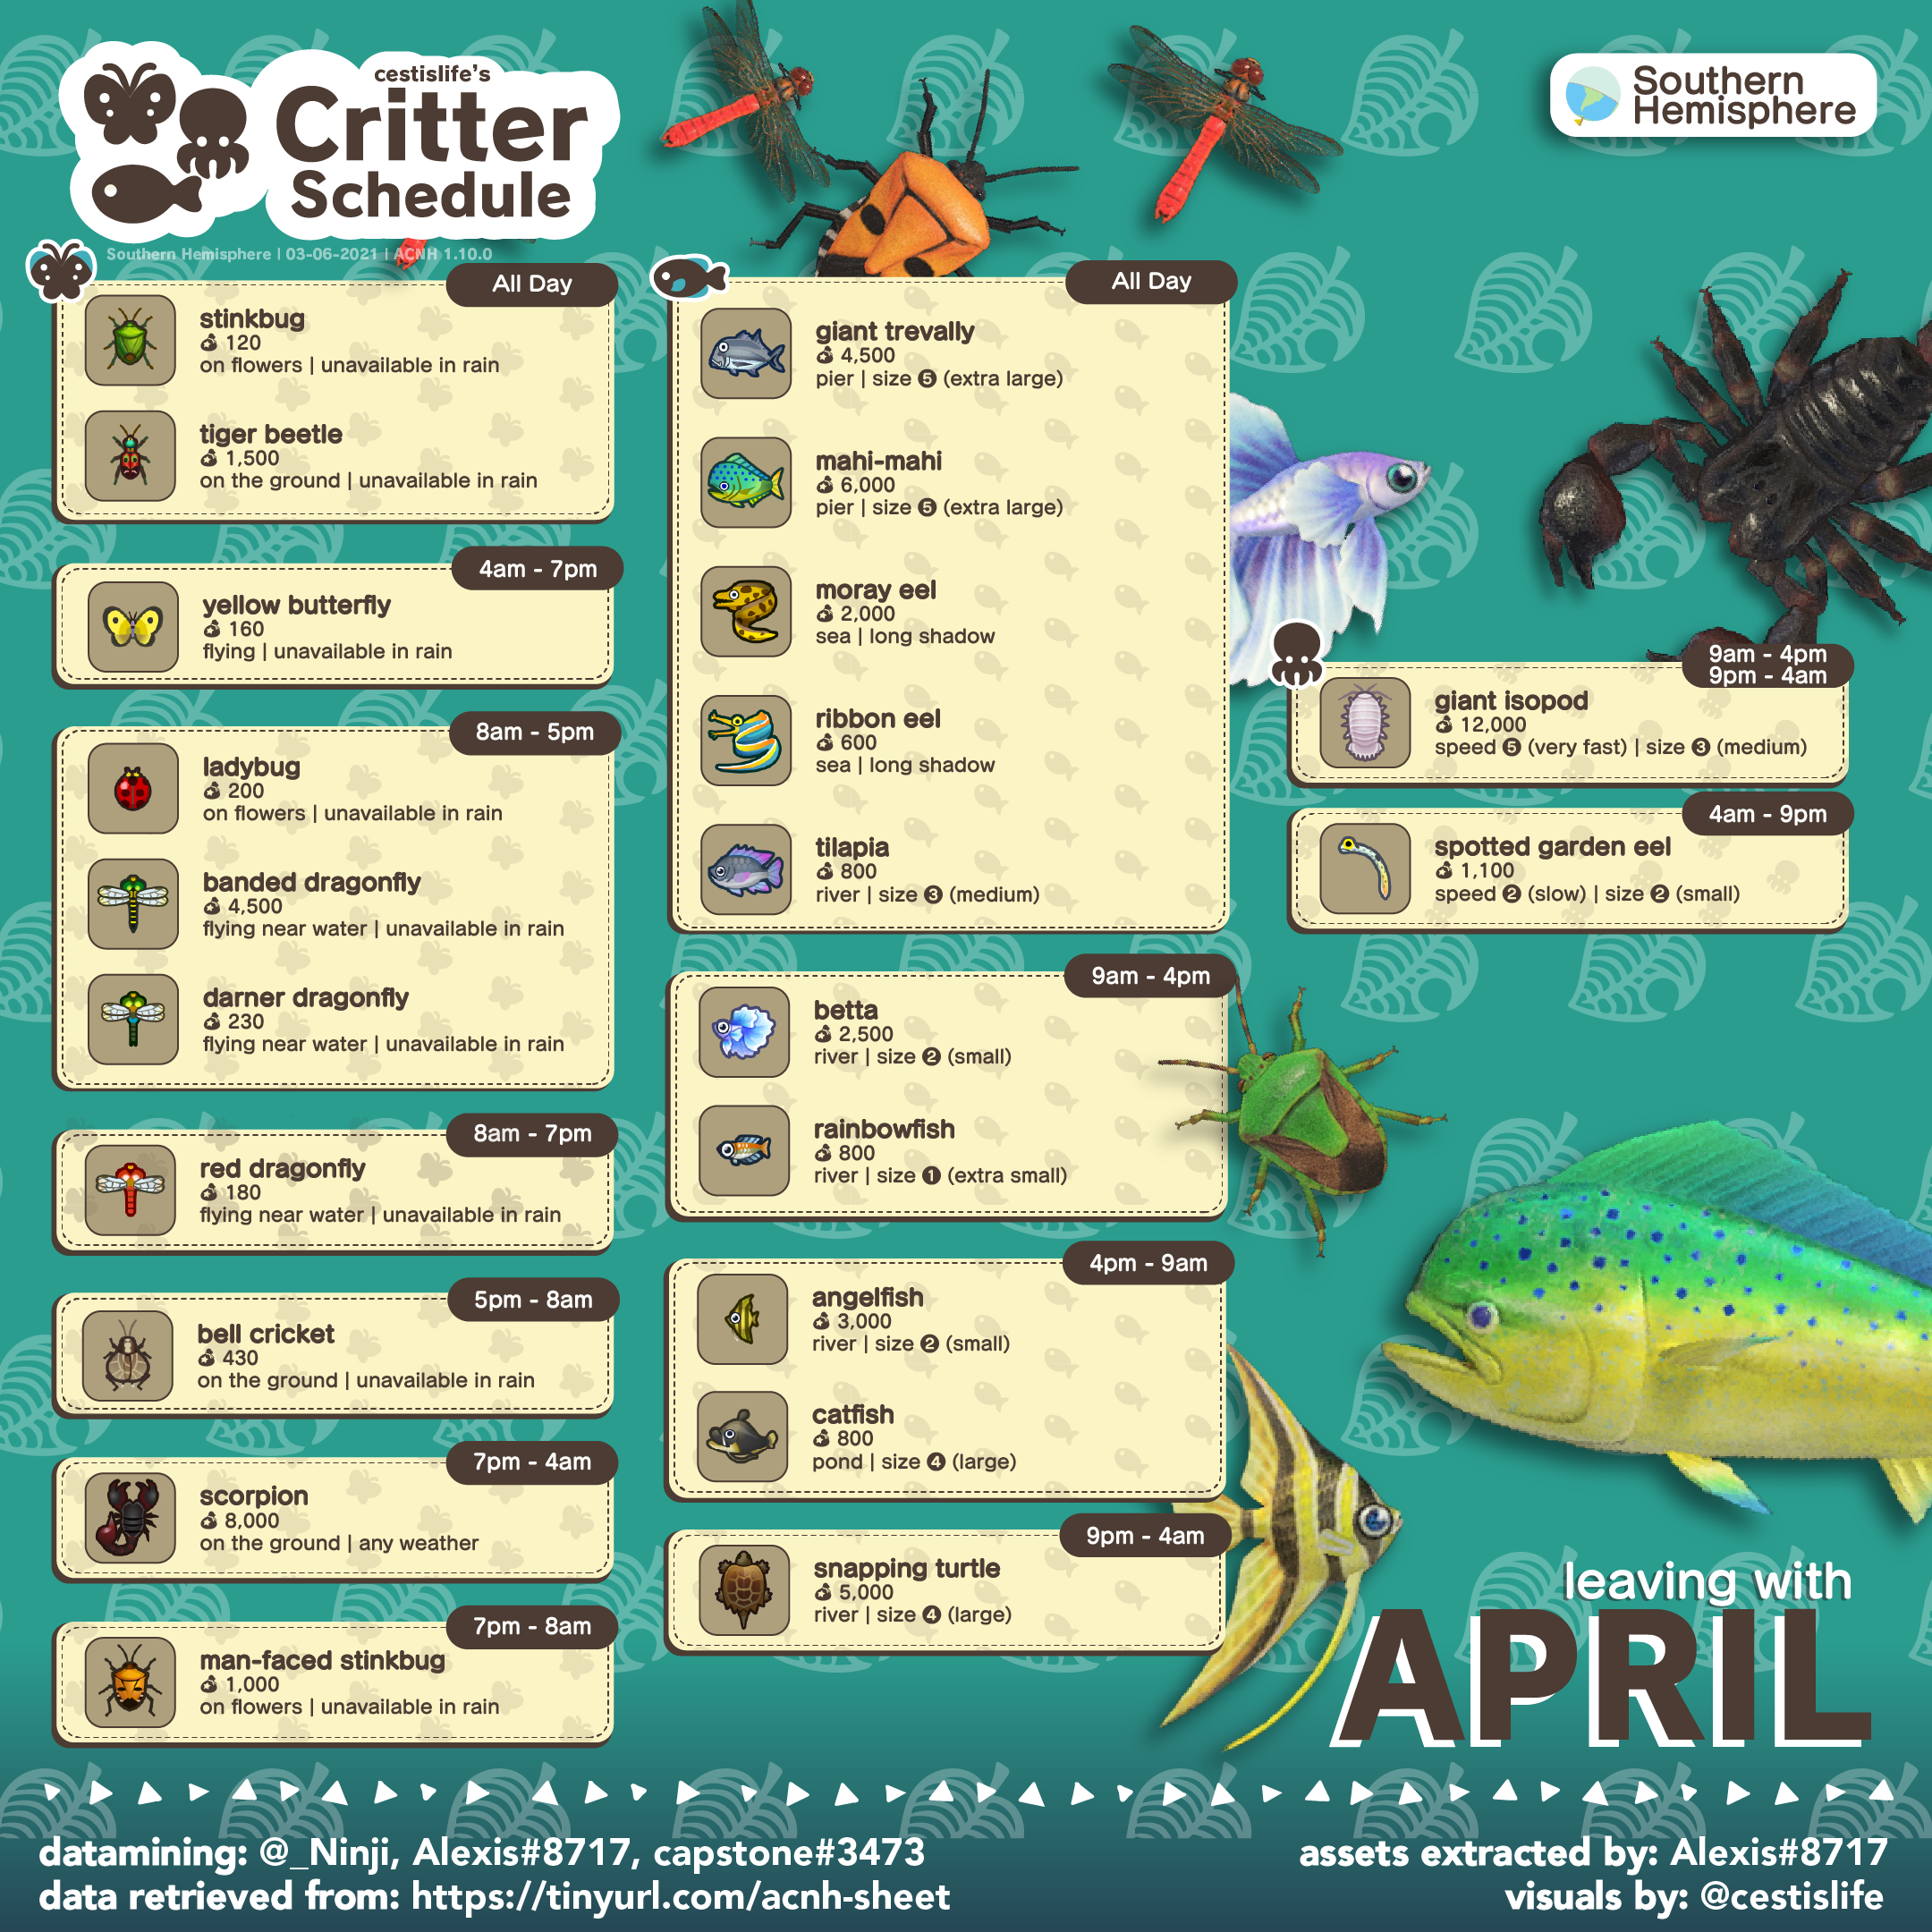 cestislife's
Critter
Schedule
Southern Hemisphere | 03-06-2021 | ACNH 1.10.0
Southern
Hemisphere
All Day
stinkbug
120
on flowers | unavailable in rain
tiger beetle
1,500
on the ground | unavailable in rain
4am - 7pm
yellow butterfly
160
flying | unavailable in rain
8am - 5pm
ladybug
200
on flowers | unavailable in rain
banded dragonfly
4,500
flying near water | unavailable in rain
darner dragonfly
230
flying near water | unavailable in rain
8am - 7pm
red dragonfly
180
flying near water | unavailable in rain
5pm - 8am
bell cricket
430
on the ground | unavailable in rain
7pm - 4am
scorpion
8,000
on the ground | any weather
7pm - 8am
man-faced stinkbug
1,000
on flowers | unavailable in rain
All Day
giant trevally
4,500
pier | size ❺ (extra large)
mahi-mahi
6,000
pier | size ❺ (extra large)
moray eel
2,000
sea | long shadow
ribbon eel
600
sea | long shadow
tilapia
800
river | size ❸ (medium)
9am - 4pm
betta
2,500
river | size ❷ (small)
rainbowfish
800
river | size ❶ (extra small)
4pm - 9am
angelfish
3,000
river | size ❷ (small)
catfish
800
pond | size ❹ (large)
9pm - 4am
snapping turtle
5,000
river | size ❹ (large)
9am - 4pm
9pm - 4am
giant isopod
12,000
speed ❺ (very fast) | size ❸ (medium)
4am - 9pm
spotted garden eel
1,100
speed ❷ (slow) | size ❷ (small)
leaving with
APRIL
datamining: @_Ninji, Alexis#8717, capstone#3473
data retrieved from: https://tinyurl.com/acnh-sheet
assets extracted by: Alexis#8717
visuals by: @cestislife